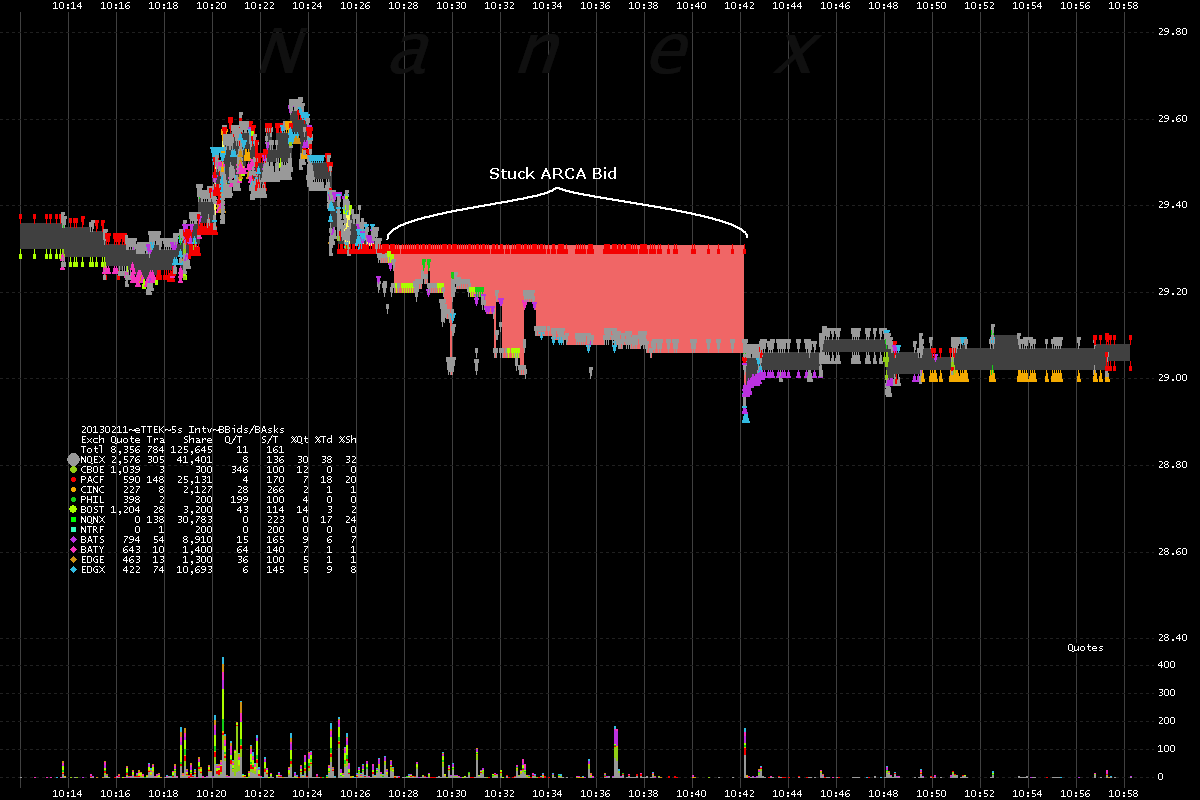 10:14 10:16 10:18 10:20 10:22 10:24 10:26 10:28 10:30 10:32 10:34 10:36 10:38 10:40 10:42 10:44 10:46 10:48 10:50 10:52 10:54 10:56 10:58
29.80
N a n e x
29.60
Stuck ARCA Bid
29.40
29.20
29.00
28.80
20130211~eTTEK~5s Intv~BBids/BAsks
Exch Quote Tra Share Q/T S/T %Qt %Td %Sh
Totl 8,356 784 125,645 11 161
NQEX 2,576 305 41,401 8 136 30 38 32
CBOE 1,039 3 300 346 100 12 0 0
PACF 590 148 25,131 4 170 7 18 20
CINC 227 8 2,127 28 266 2 1 1
PHIL 398 2 200 199 100 4 0 0
BOST 1,204 28 3,200 43 114 14 3 2
NQNX 0 138 30,783 0 223 0 17 24
NTRF 0 1 200 0 200 0 0 0
BATS 794 54 8,910 15 165 9 6 7
BATY 643 10 1,400 64 140 7 1 1
EDGE 463 13 1,300 36 100 5 1 1
EDGX 422 74 10,693 6 145 5 9 8
28.60
28.40
Quotes
400
300
200
100
0
10:14 10:16 10:18 10:20 10:22 10:24 10:26 10:28 10:30 10:32 10:34 10:36 10:38 10:40 10:42 10:44 10:46 10:48 10:50 10:52 10:54 10:56 10:58